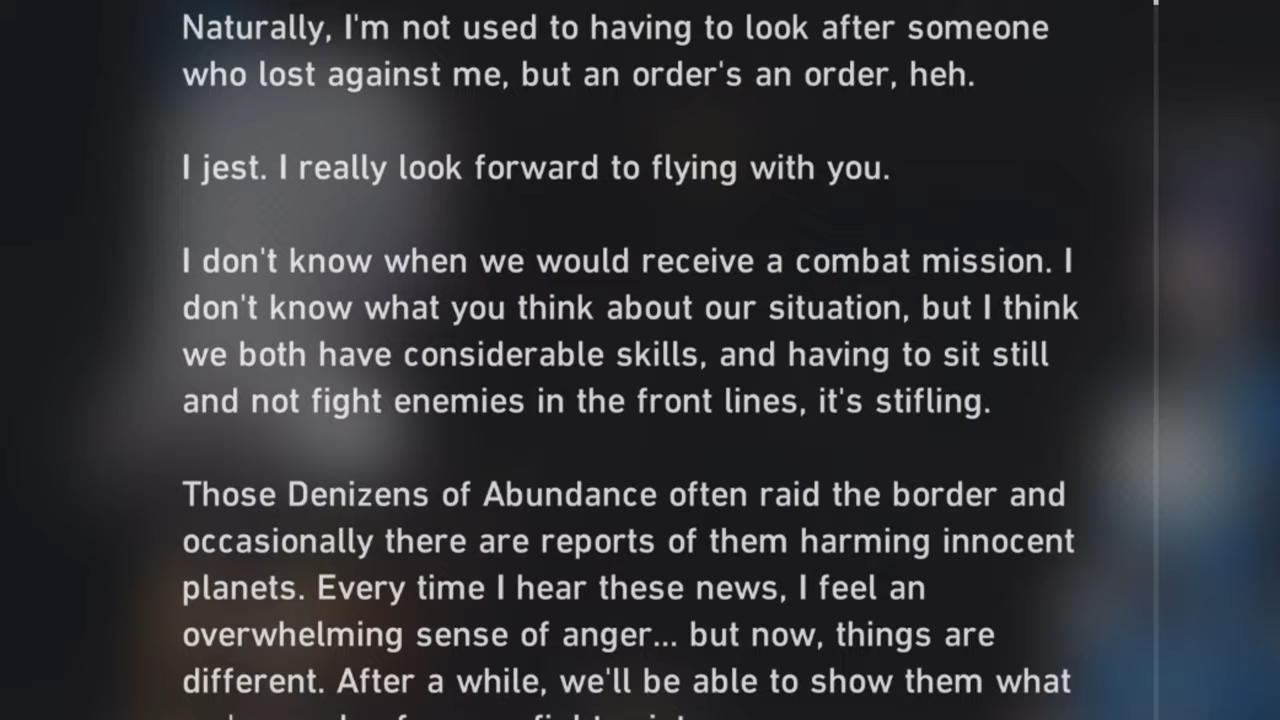 Naturally, I'm not used to having to look after someone
who lost against me, but an order's an order, heh.
I jest. I really look forward to flying with you.
I don't know when we would receive a combat mission. I
don't know what you think about our situation, but I think
we both have considerable skills, and having to sit still
and not fight enemies in the front lines, it's stifling.
Those Denizens of Abundance often raid the border and
occasionally there are reports of them harming innocent
planets. Every time I hear these news, I feel an
overwhelming sense of anger... but now, things are
different. After a while, we'll be able to show them what